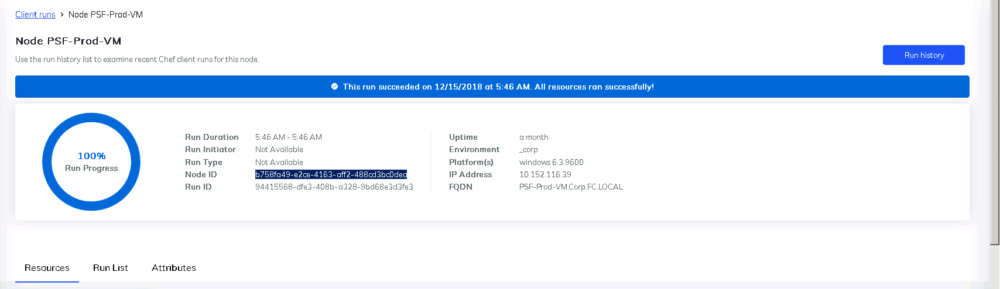 Client runs > Node PSF-Prod-VM
Node PSF-Prod-VM
Use the run history list to examine recent Chef client runs for this node.
Run history
This run succeeded on 12/15/2018 at 5:46 AM. All resources ran successfully!
100%
Run Progress
Run Duration 5:46 AM - 5:46 AM
Run Initiator Not Available
Run Type Not Available
Node ID b758fa49-e2ce-4163-aff2-488cd3bc0dea
Run ID 94415568-dfe3-408b-a328-9bd68e3d3fe3
Uptime a month
Environment _corp
Platform(s) windows 6.3.9600
IP Address 10.152.116.39
FQDN PSF-Prod-VM.Corp.FC.LOCAL
Resources Run List Attributes